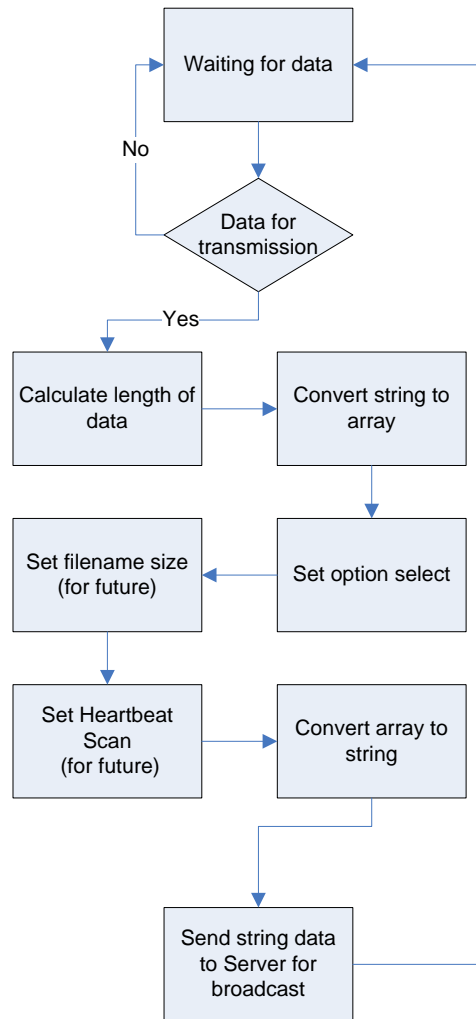 Waiting for data
No
Data for
transmission
Yes
Calculate length of
data
Convert string to
array
Set option select
Set filename size
(for future)
Set Heartbeat
Scan
(for future)
Convert array to
string
Send string data
to Server for
broadcast